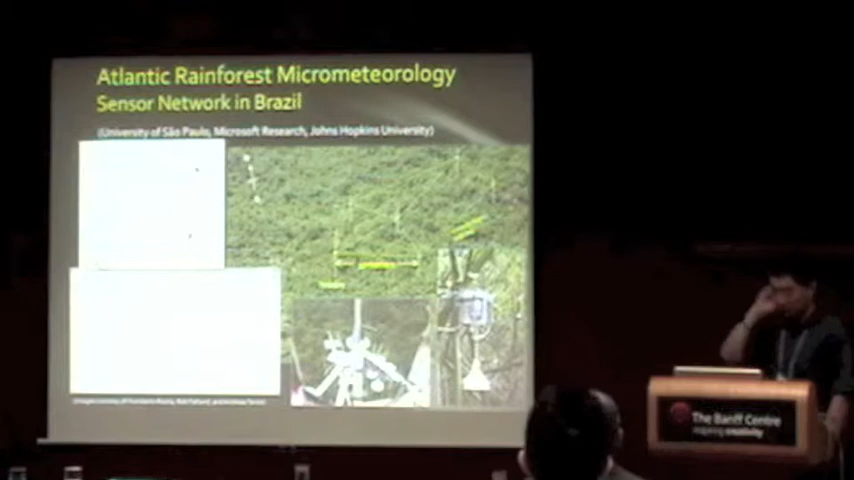 Atlantic Rainforest Micrometeorology
Sensor Network in Brazil
(University of São Paulo, Microsoft Research, Johns Hopkins University)
The Banff Centre
inspiring creativity